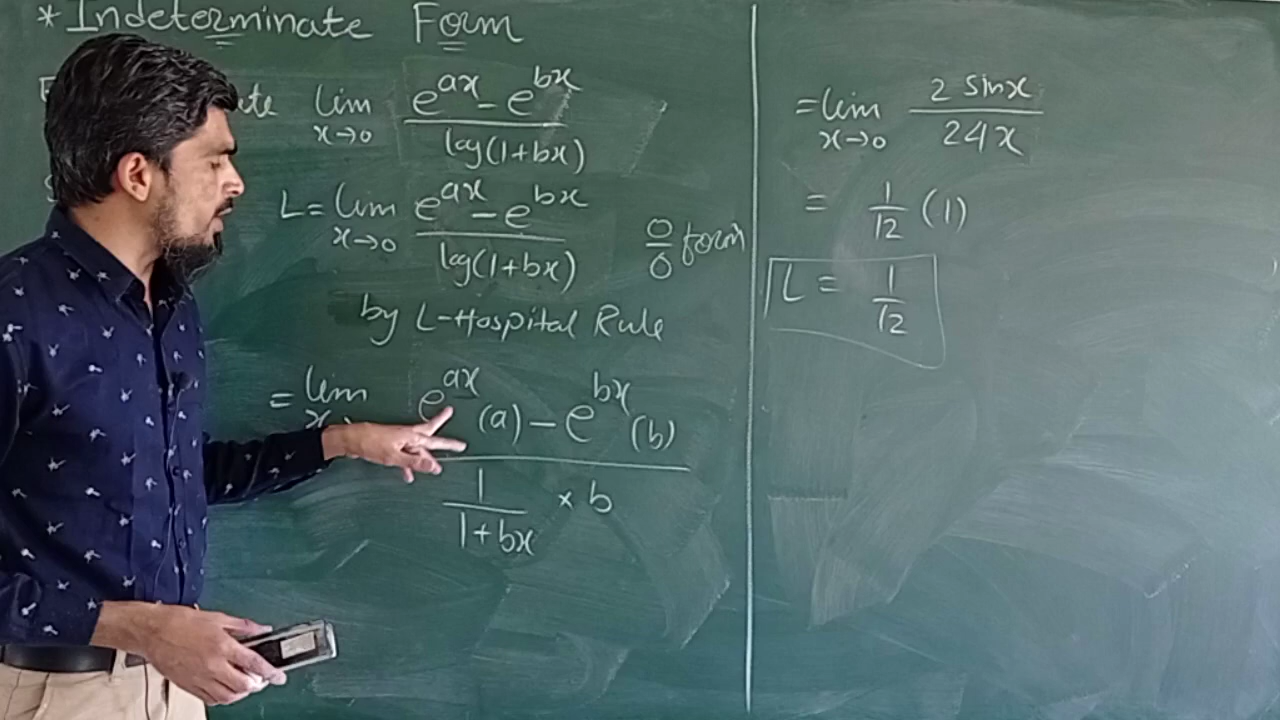 * Indeterminate Form
lim x→0 e^ax - e^bx / log(1+bx)
L = lim x→0 e^ax - e^bx / log(1+bx) 0/0 form
by L-Hospital Rule
= lim e^ax (a) - e^bx (b) / 1/1+bx × b
= lim x→0 2 sinx / 24x
= 1/12 (1)
L = 1/12